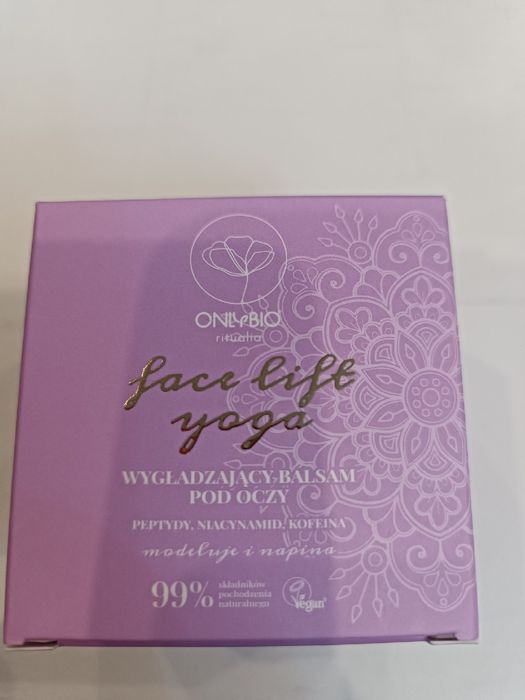 ONLYBIO
ritualia
face lift
yoga
WYGŁADZAJĄCY BALSAM
POD OCZY
PEPTYDY, NIACYNAMID, KOFEINA
modeluje i napina
99% składników
pochodzenia
naturalnego
Vegan